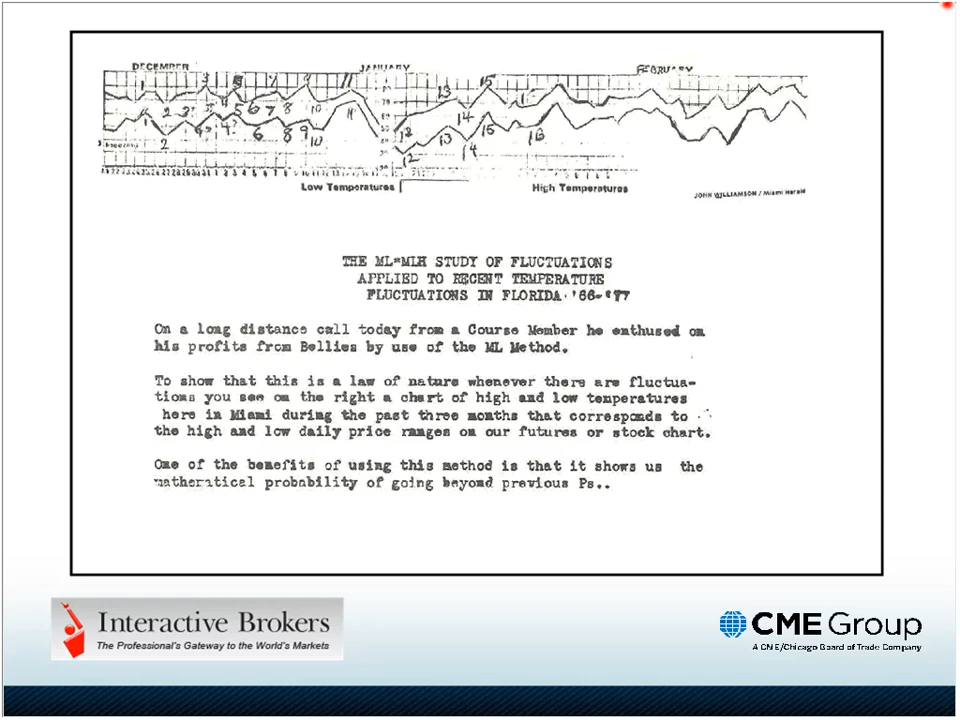 DECEMBER JANUARY FEBRUARY
Low Temperatures High Temperatures
JOHN WILLIAMSON / Miami Herald
THE ML=MLH STUDY OF FLUCTUATIONS
APPLIED TO RECENT TEMPERATURE
FLUCTUATIONS IN FLORIDA '66-'77
On a long distance call today from a Course Member he enthused on
his profits from Bellies by use of the ML Method.
To show that this is a law of nature whenever there are fluctua-
tions you see on the right a chart of high and low temperatures
here in Miami during the past three months that corresponds to
the high and low daily price ranges on our futures or stock chart.
One of the benefits of using this method is that it shows us the
mathematical probability of going beyond previous Ps..
Interactive Brokers
The Professional's Gateway to the World's Markets
CME Group
A CME/Chicago Board of Trade Company